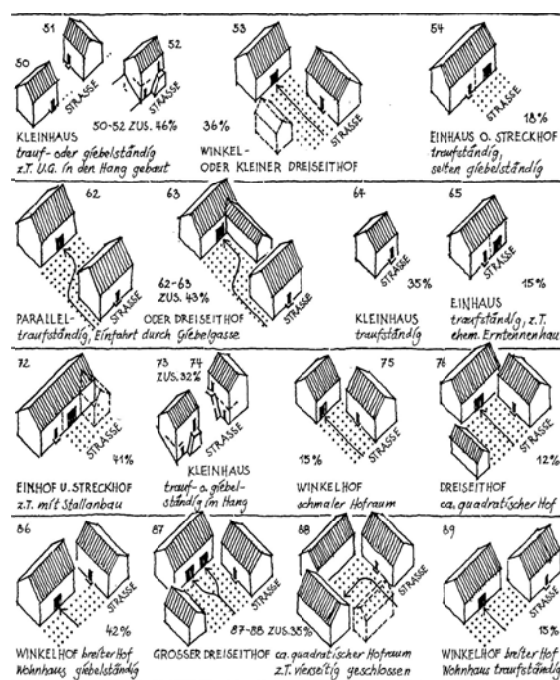 51
52
53
54
50
STRASSE
STRASSE
STRASSE
STRASSE
50-52 ZUS. 46%
36%
18%
KLEINHAUS
trauf- oder giebelständig
z.T. U.G. in den Hang gebaut
WINKEL-
ODER KLEINER DREISEITHOF
EINHAUS O. STRECKHOF
traufständig,
selten giebelständig
62
63
64
65
STRASSE
STRASSE
STRASSE
STRASSE
62-63
ZUS. 43%
35%
15%
PARALLEL- ODER DREISEITHOF
traufständig, Einfahrt durch Giebelgasse
KLEINHAUS
traufständig
EINHAUS
traufständig, z.T.
ehem. Erntennenhaus
72
73
74
75
76
ZUS. 32%
STRASSE
STRASSE
STRASSE
STRASSE
41%
15%
12%
EINHOF U. STRECKHOF
z.T. mit Stallanbau
KLEINHAUS
trauf- o. giebel-
ständig im Hang
WINKELHOF
schmaler Hofraum
DREISEITHOF
ca. quadratischer Hof
86
87
88
89
STRASSE
STRASSE
STRASSE
STRASSE
42%
87-88 ZUS. 35%
15%
WINKELHOF breiter Hof
Wohnhaus giebelständig
GROSSER DREISEITHOF ca. quadratischer Hofraum
z.T. vierseitig geschlossen
WINKELHOF breiter Hof
Wohnhaus traufständig